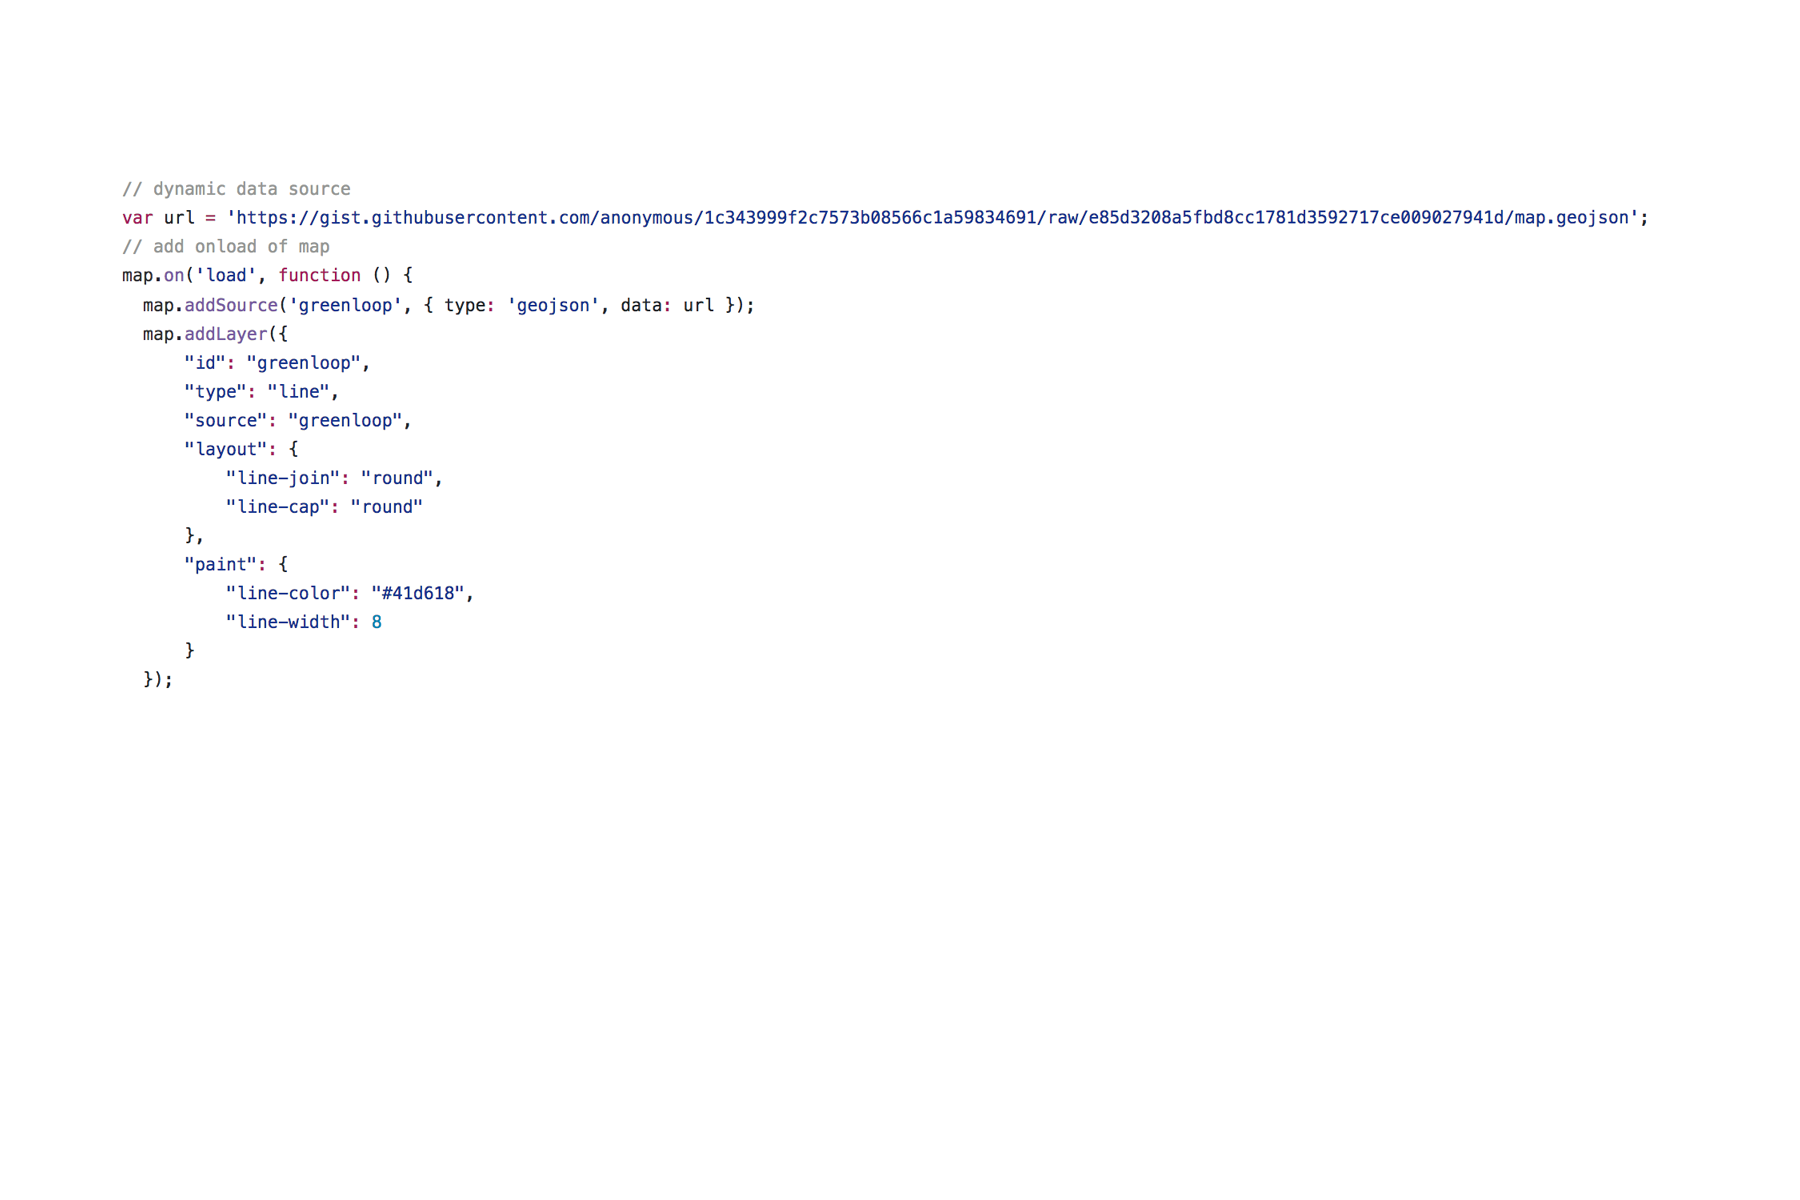 // dynamic data source
var url = 'https://gist.githubusercontent.com/anonymous/1c343999f2c7573b08566c1a59834691/raw/e85d3208a5fbd8cc1781d3592717ce009027941d/map.geojson';
// add onload of map
map.on('load', function () {
  map.addSource('greenloop', { type: 'geojson', data: url });
  map.addLayer({
      "id": "greenloop",
      "type": "line",
      "source": "greenloop",
      "layout": {
          "line-join": "round",
          "line-cap": "round"
      },
      "paint": {
          "line-color": "#41d618",
          "line-width": 8
      }
  });